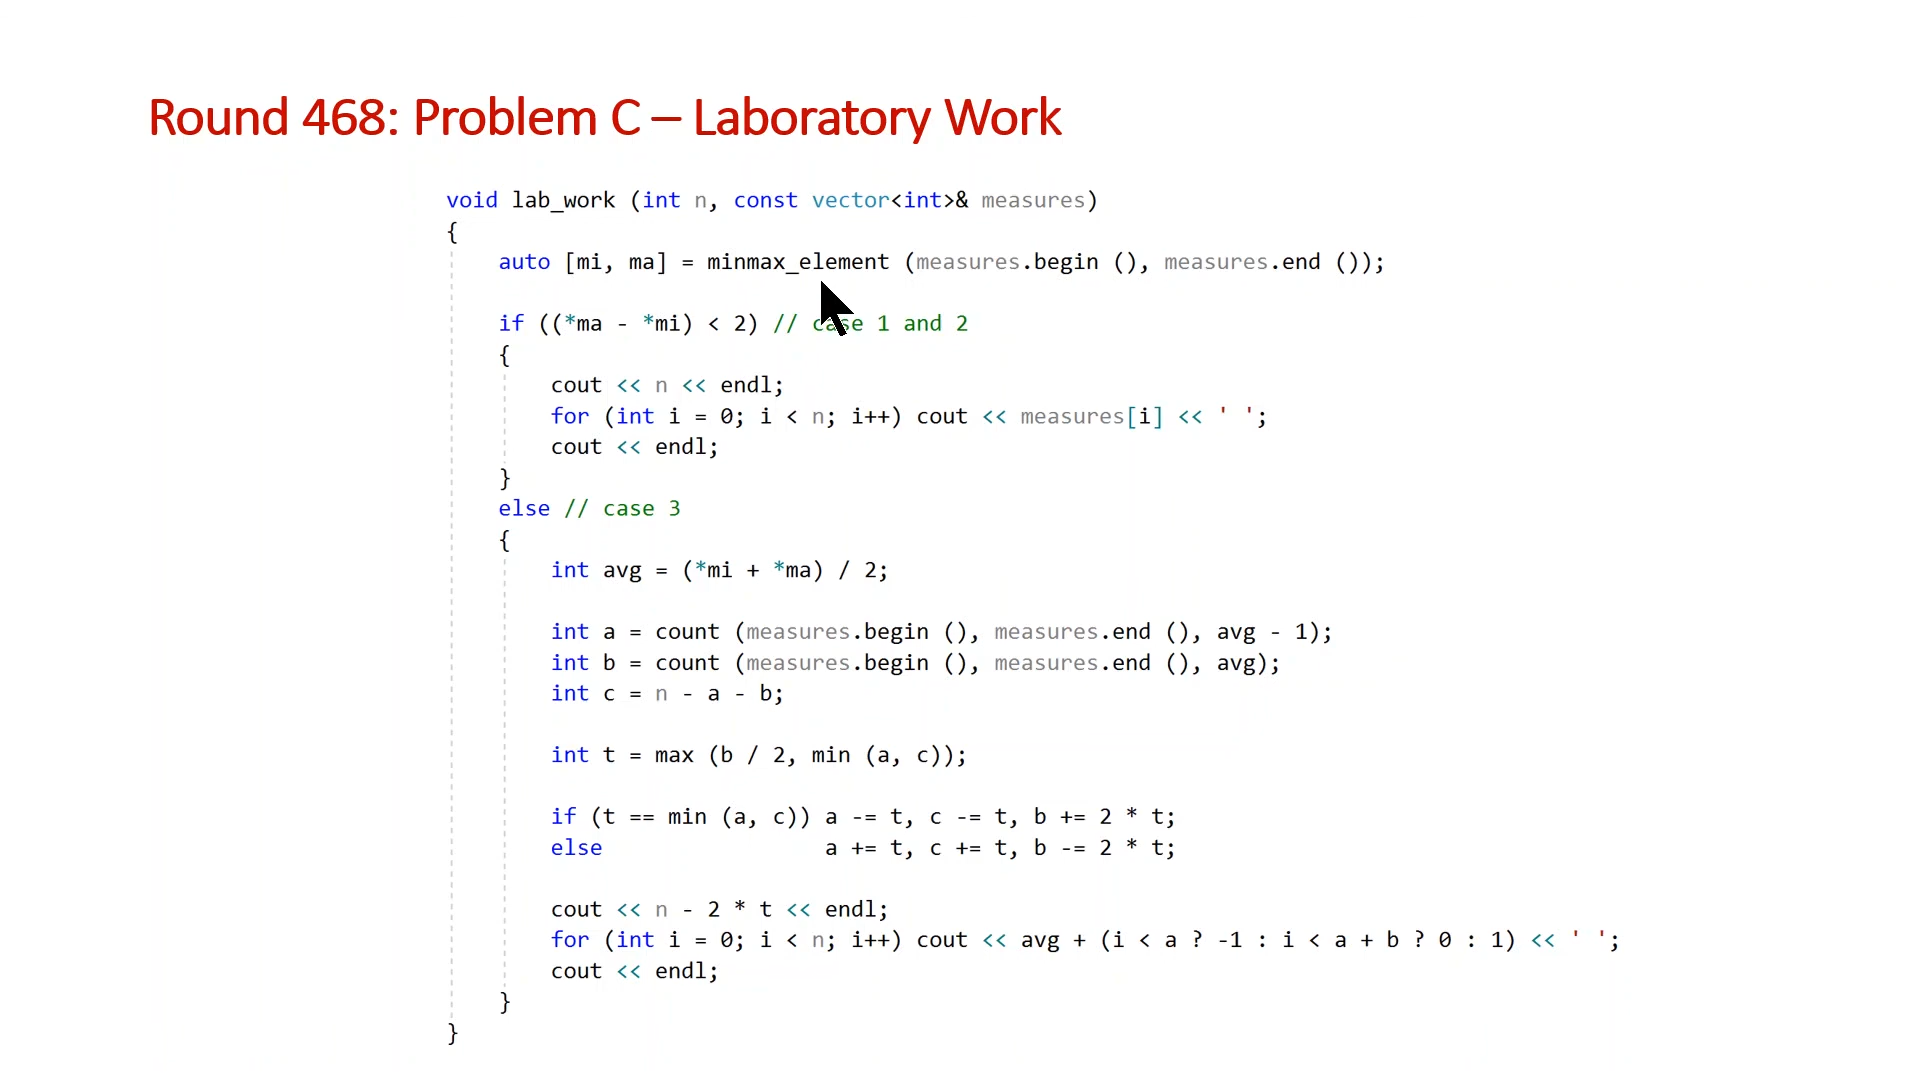 Round 468: Problem C – Laboratory Work
void lab_work (int n, const vector<int>& measures)
{
auto [mi, ma] = minmax_element (measures.begin (), measures.end ());
if ((*ma - *mi) < 2) // case 1 and 2
{
cout << n << endl;
for (int i = 0; i < n; i++) cout << measures[i] << ' ';
cout << endl;
}
else // case 3
{
int avg = (*mi + *ma) / 2;
int a = count (measures.begin (), measures.end (), avg - 1);
int b = count (measures.begin (), measures.end (), avg);
int c = n - a - b;
int t = max (b / 2, min (a, c));
if (t == min (a, c)) a -= t, c -= t, b += 2 * t;
else a += t, c += t, b -= 2 * t;
cout << n - 2 * t << endl;
for (int i = 0; i < n; i++) cout << avg + (i < a ? -1 : i < a + b ? 0 : 1) << ' ';
cout << endl;
}
}